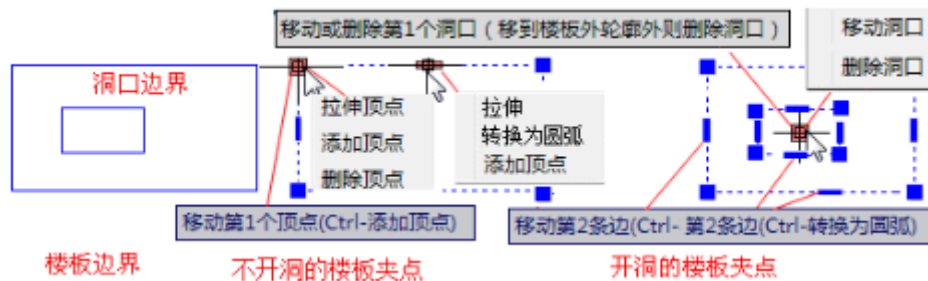 移动或删除第1个洞口（移到楼板外轮廓外则删除洞口）
移动洞口
删除洞口
洞口边界
拉伸顶点
添加顶点
删除顶点
拉伸
转换为圆弧
添加顶点
移动第1个顶点(Ctrl-添加顶点)
移动第2条边(Ctrl- 第2条边(Ctrl-转换为圆弧)
楼板边界
不开洞的楼板夹点
开洞的楼板夹点